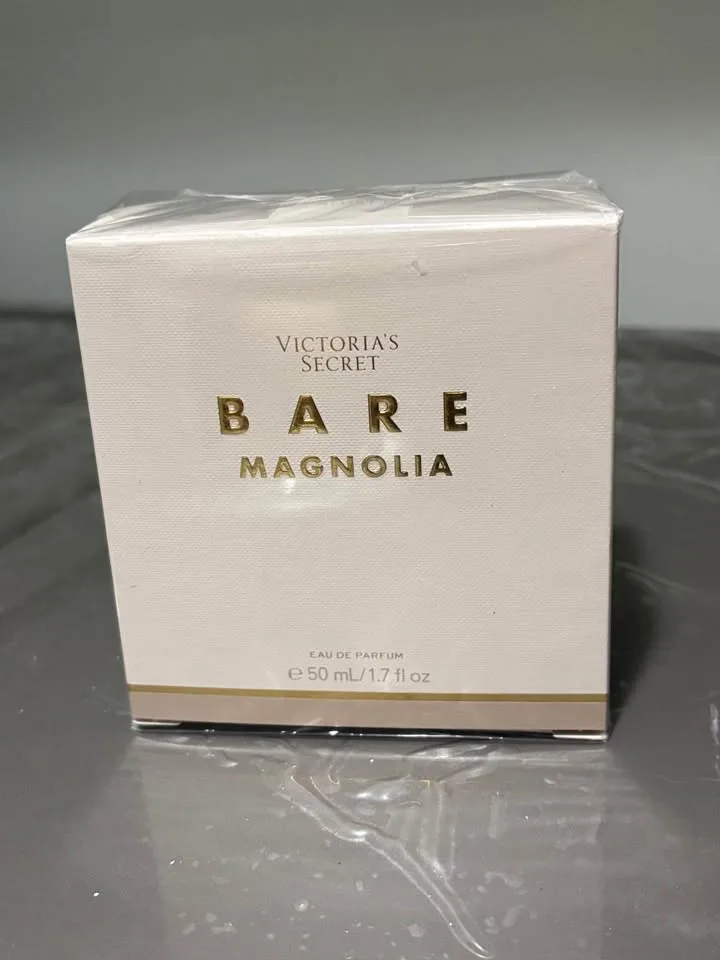 VICTORIA'S
SECRET
BARE
MAGNOLIA
EAU DE PARFUM
℮ 50 mL/1.7 fl oz